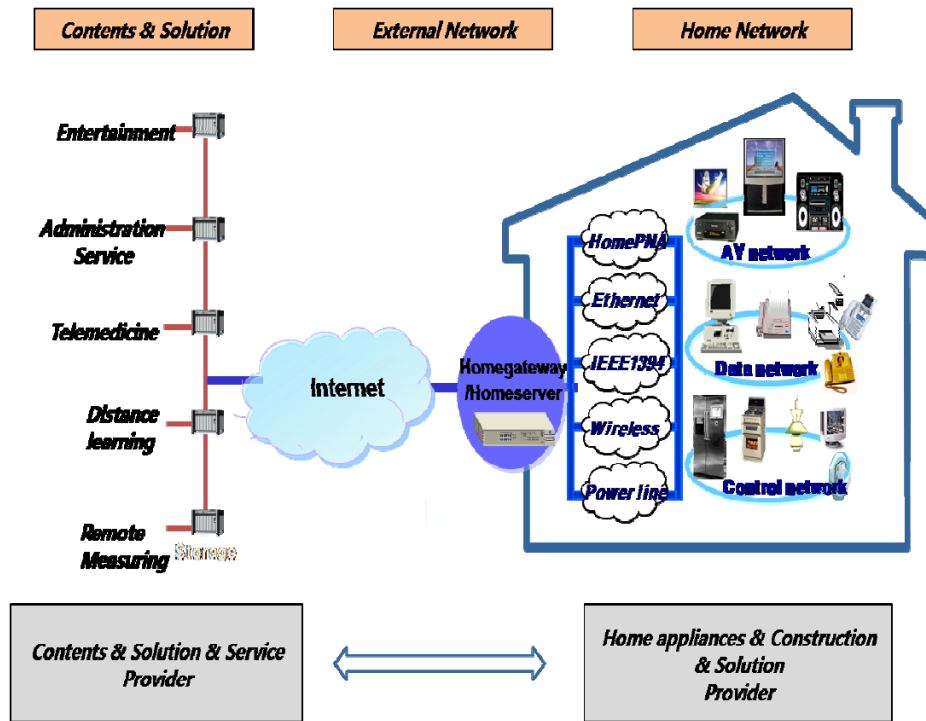 Contents & Solution
External Network
Home Network
Entertainment
Administration
Service
Telemedicine
Distance
learning
Remote
Measuring
Storage
Internet
Homegateway
/Homeserver
HomePNA
Ethernet
IEEE1394
Wireless
Power line
AY network
Data network
Control network
Contents & Solution & Service
Provider
Home appliances & Construction
& Solution
Provider